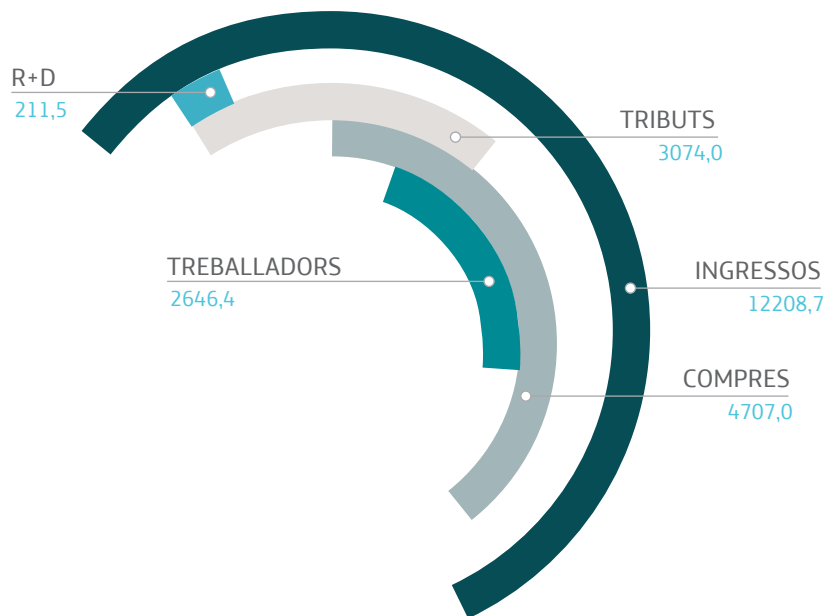 R+D
211,5
TRIBUTS
3074,0
TREBALLADORS
2646,4
INGRESSOS
12208,7
COMPRES
4707,0